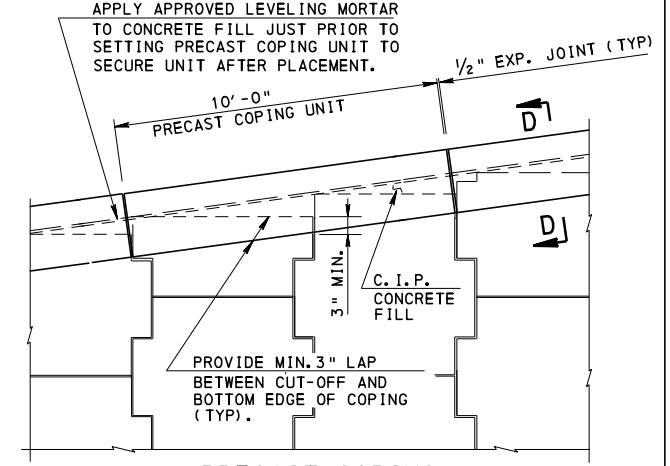 APPLY APPROVED LEVELING MORTAR
TO CONCRETE FILL JUST PRIOR TO
SETTING PRECAST COPING UNIT TO
SECURE UNIT AFTER PLACEMENT.
1/2" EXP. JOINT (TYP)
10'-0"
PRECAST COPING UNIT
D
D
3" MIN.
C.I.P.
CONCRETE
FILL
PROVIDE MIN.3" LAP
BETWEEN CUT-OFF AND
BOTTOM EDGE OF COPING
(TYP).